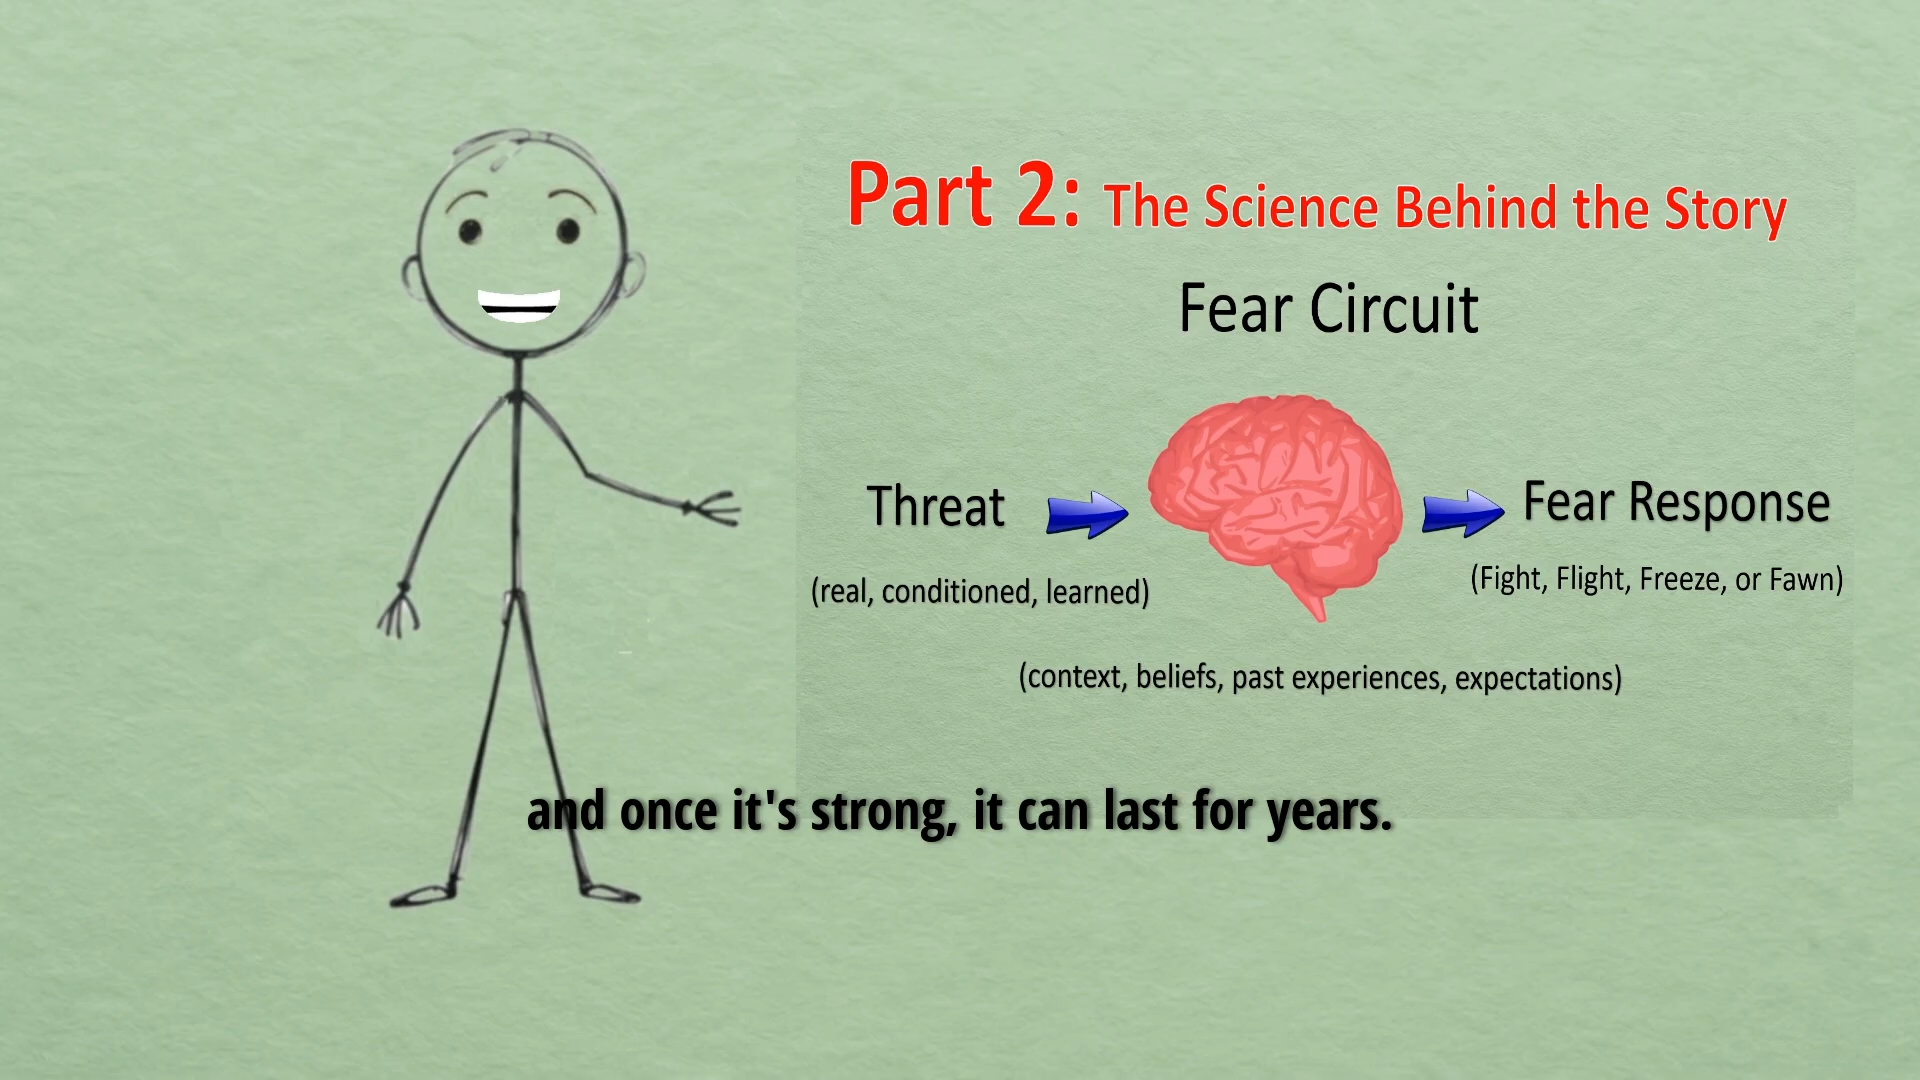 Part 2: The Science Behind the Story
Fear Circuit
Threat
Fear Response
(real, conditioned, learned)
(Fight, Flight, Freeze, or Fawn)
(context, beliefs, past experiences, expectations)
and once it's strong, it can last for years.